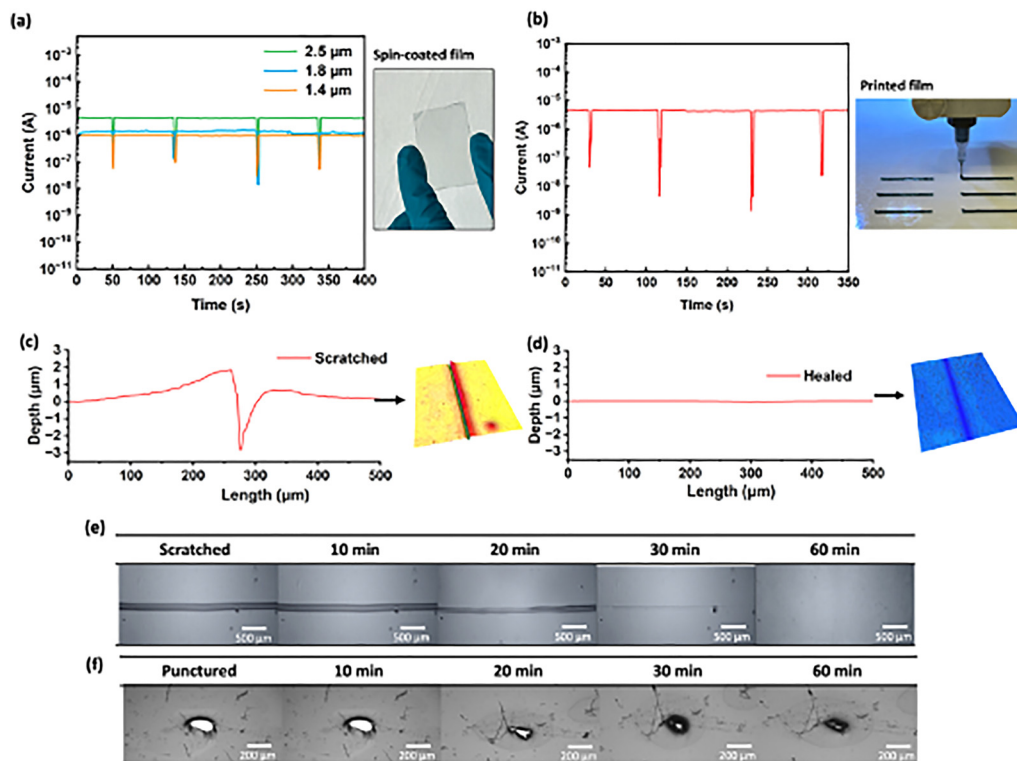 (a)
10⁻³
10⁻⁴
10⁻⁵
10⁻⁶
10⁻⁷
10⁻⁸
10⁻⁹
10⁻¹⁰
10⁻¹¹
Current (A)
2.5 µm
1.8 µm
1.4 µm
0 50 100 150 200 250 300 350 400
Time (s)
Spin-coated film
(b)
10⁻³
10⁻⁴
10⁻⁵
10⁻⁶
10⁻⁷
10⁻⁸
10⁻⁹
10⁻¹⁰
10⁻¹¹
Current (A)
0 50 100 150 200 250 300 350
Time (s)
Printed film
(c)
3
2
1
0
−1
−2
−3
Depth (µm)
Scratched
0 100 200 300 400 500
Length (µm)
(d)
3
2
1
0
−1
−2
−3
Depth (µm)
Healed
0 100 200 300 400 500
Length (µm)
(e)
Scratched 10 min 20 min 30 min 60 min
500 µm 500 µm 500 µm 500 µm 500 µm
(f)
Punctured 10 min 20 min 30 min 60 min
200 µm 200 µm 200 µm 200 µm 200 µm